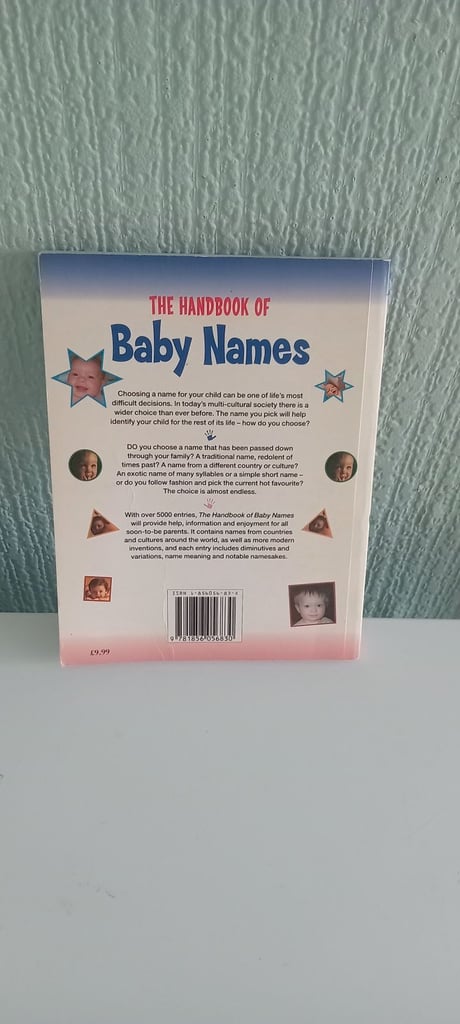 THE HANDBOOK OF
Baby Names
Choosing a name for your child can be one of life's most
difficult decisions. In today's multi-cultural society there is a
wider choice than ever before. The name you pick will help
identify your child for the rest of its life – how do you choose?
DO you choose a name that has been passed down
through your family? A traditional name, redolent of
times past? A name from a different country or culture?
An exotic name of many syllables or a simple short name –
or do you follow fashion and pick the current hot favourite?
The choice is almost endless.
With over 5000 entries, The Handbook of Baby Names
will provide help, information and enjoyment for all
soon-to-be parents. It contains names from countries
and cultures around the world, as well as more modern
inventions, and each entry includes diminutives and
variations, name meaning and notable namesakes.
ISBN
9 781856 056830
£9.99